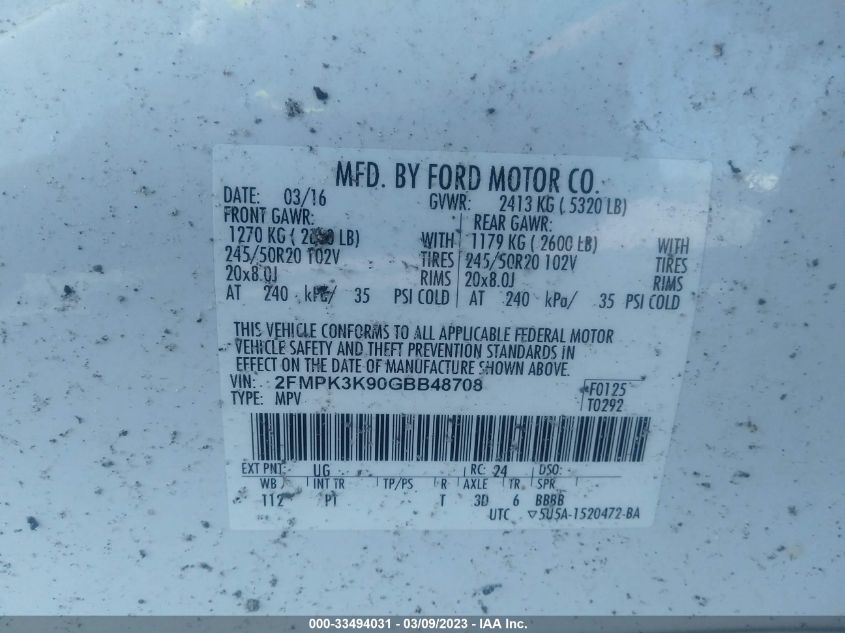 MFD. BY FORD MOTOR CO.
DATE: 03/16 GVWR: 2413 KG ( 5320 LB)
FRONT GAWR: REAR GAWR:
1270 KG ( LB) WITH 1179 KG ( 2600 LB) WITH
245/50R20 102V TIRES 245/50R20 102V TIRES
20x8.0J RIMS 20x8.0J RIMS
AT 240 kPa/ 35 PSI COLD AT 240 kPa/ 35 PSI COLD
THIS VEHICLE CONFORMS TO ALL APPLICABLE FEDERAL MOTOR
VEHICLE SAFETY AND THEFT PREVENTION STANDARDS IN
EFFECT ON THE DATE OF MANUFACTURE SHOWN ABOVE.
VIN: 2FMPK3K90GBB48708 F0125
TYPE: MPV T0292
EXT PNT: UG RC: 24 DSO:
WB INT TR TP/PS R AXLE TR SPR
112 PT T 3D 6 BBBB
UTC ▽5U5A-1520472-BA
000-33494031 - 03/09/2023 - IAA Inc.